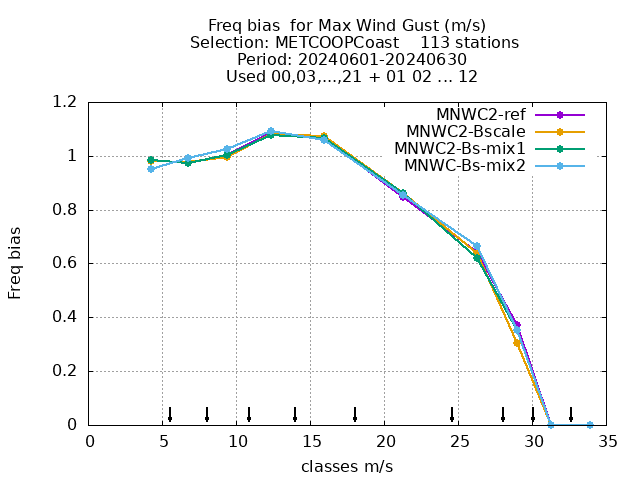 Freq bias  for Max Wind Gust (m/s)
Selection: METCOOPCoast    113 stations
Period: 20240601-20240630
Used 00,03,...,21 + 01 02 ... 12
MNWC2-ref
MNWC2-Bscale
MNWC2-Bs-mix1
MNWC-Bs-mix2
1.2
1
0.8
0.6
0.4
0.2
0
Freq bias
0 5 10 15 20 25 30 35
classes m/s